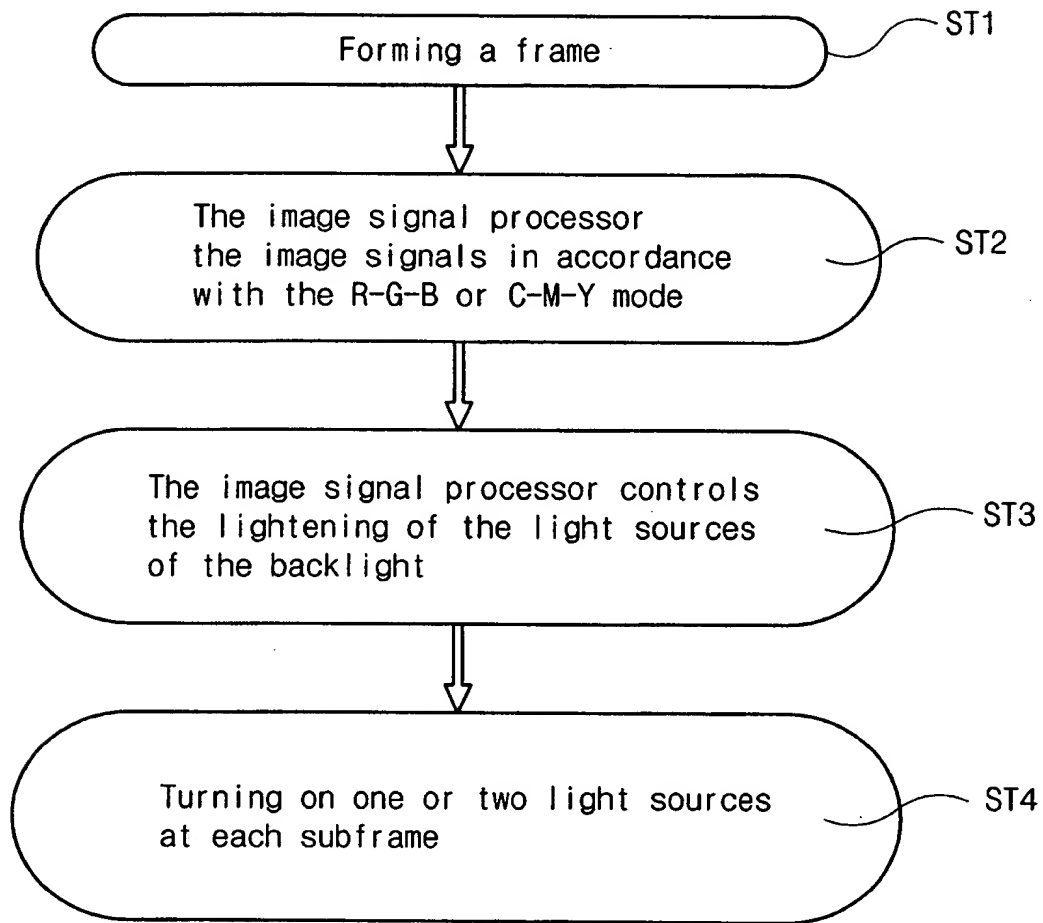 Forming a frame
ST1
The image signal processor
the image signals in accordance
with the R-G-B or C-M-Y mode
ST2
The image signal processor controls
the lightening of the light sources
of the backlight
ST3
Turning on one or two light sources
at each subframe
ST4